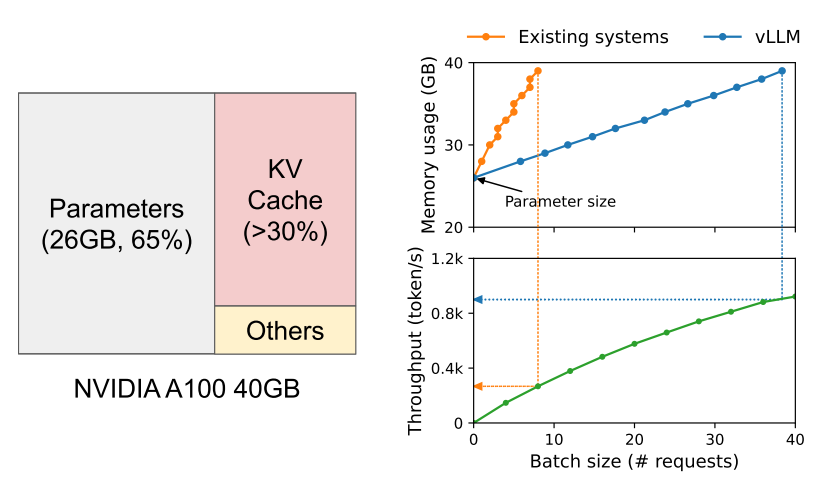 Parameters
(26GB, 65%)
KV
Cache
(>30%)
Others
NVIDIA A100 40GB
Existing systems
vLLM
Memory usage (GB)
40
30
20
Parameter size
Throughput (token/s)
1.2k
0.8k
0.4k
0
0
10
20
30
40
Batch size (# requests)